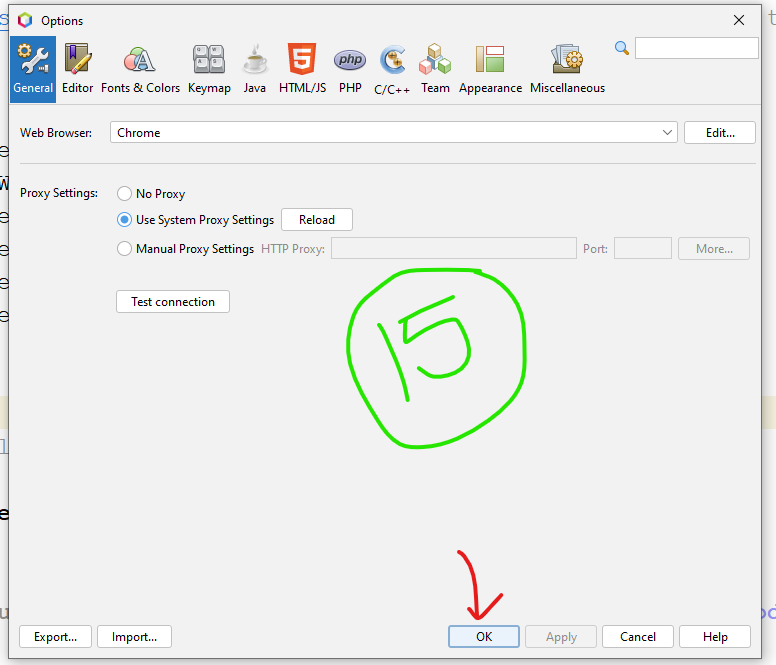 Options
General Editor Fonts & Colors Keymap Java HTML/JS PHP C/C++ Team Appearance Miscellaneous
Web Browser: Chrome Edit...
Proxy Settings: No Proxy
Use System Proxy Settings Reload
Manual Proxy Settings HTTP Proxy: Port: More...
Test connection
15
Export... Import... OK Apply Cancel Help